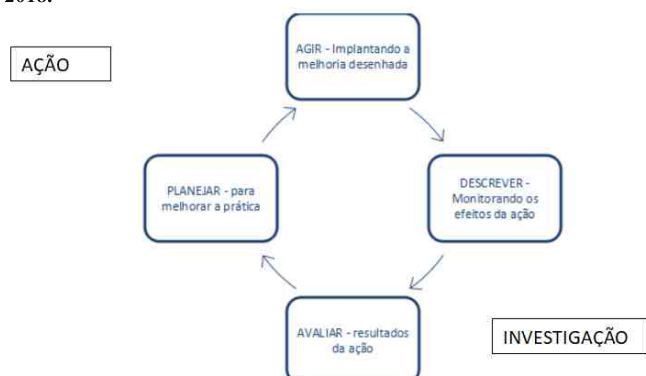 2018.
AÇÃO
AGIR - Implantando a
melhoria desenhada
PLANEJAR - para
melhorar a prática
DESCREVER -
Monitorando os
efeitos da ação
AVALIAR - resultados
da ação
INVESTIGAÇÃO